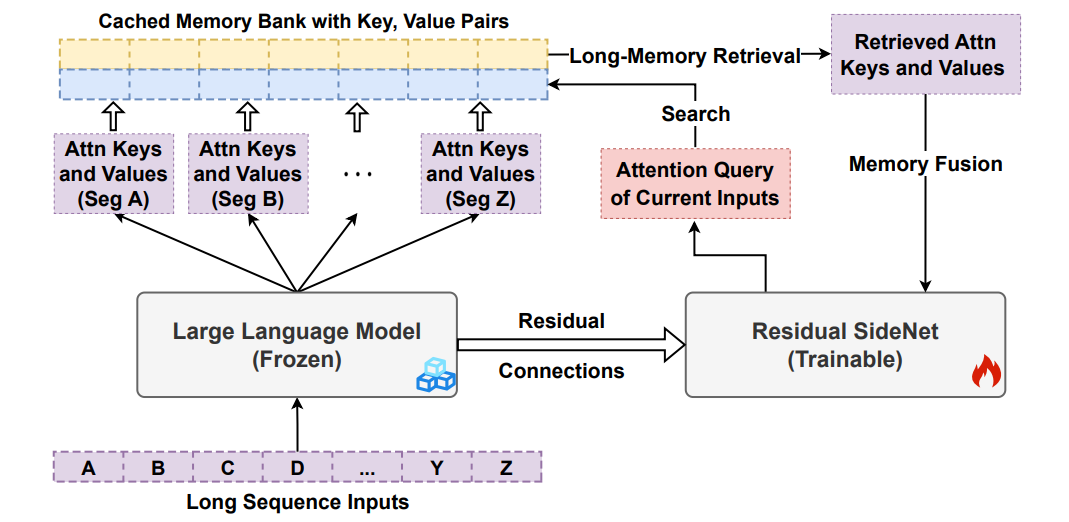 Cached Memory Bank with Key, Value Pairs
Long-Memory Retrieval
Retrieved Attn
Keys and Values
Search
Attn Keys
and Values
(Seg A)
Attn Keys
and Values
(Seg B)
...
Attn Keys
and Values
(Seg Z)
Attention Query
of Current Inputs
Memory Fusion
Large Language Model
(Frozen)
Residual
Connections
Residual SideNet
(Trainable)
A B C D ... Y Z
Long Sequence Inputs